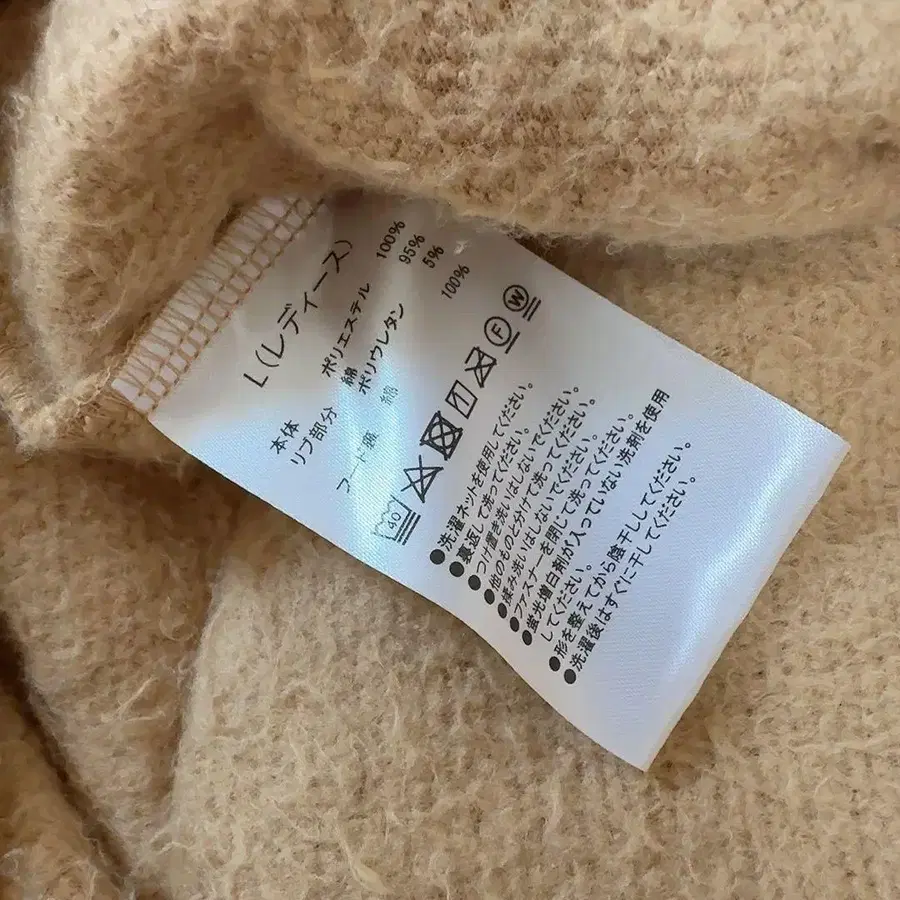 L(レディース)
本体 ポリエステル 100%
リブ部分 綿 95%
ポリウレタン 5%
フード裏 綿 100%
40 F W
●洗濯ネットを使用してください。
●裏返して洗ってください。
●つけ置き洗いはしないでください。
●他のものと分けて洗ってください。
●揉み洗いはしないでください。
●ファスナーを閉じて洗ってください。
●蛍光増白剤が入っていない洗剤を使用
してください。
●形を整えてから陰干ししてください。
●洗濯後はすぐに干してください。